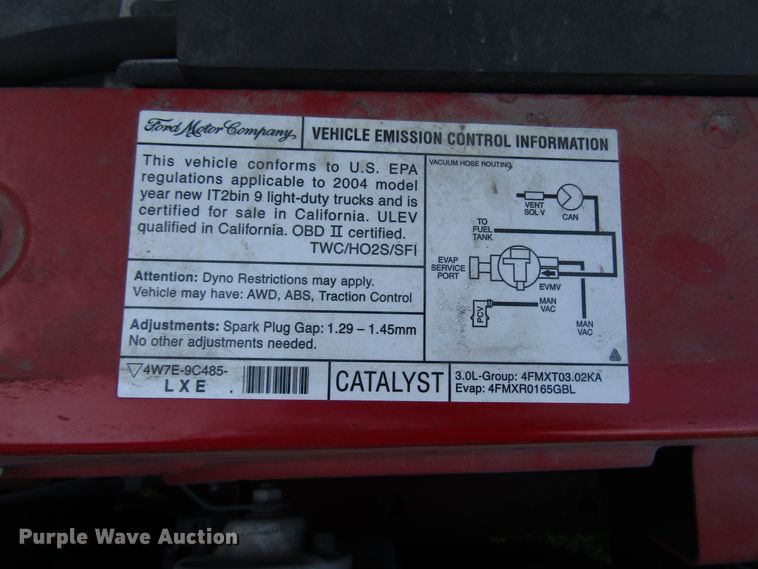 Ford Motor Company
VEHICLE EMISSION CONTROL INFORMATION
This vehicle conforms to U.S. EPA
regulations applicable to 2004 model
year new lT2bin 9 light-duty trucks and is
certified for sale in California. ULEV
qualified in California. OBD II certified.
TWC/HO2S/SFI
Attention: Dyno Restrictions may apply.
Vehicle may have: AWD, ABS, Traction Control
Adjustments: Spark Plug Gap: 1.29 – 1.45mm
No other adjustments needed.
VACUUM HOSE ROUTING
VENT
SOL V
CAN
TO
FUEL
TANK
EVAP
SERVICE
PORT
EVMV
PCV
MAN
VAC
MAN
VAC
4W7E-9C485-
LXE
CATALYST
3.0L-Group: 4FMXT03.02KA
Evap: 4FMXR0165GBL
Purple Wave Auction